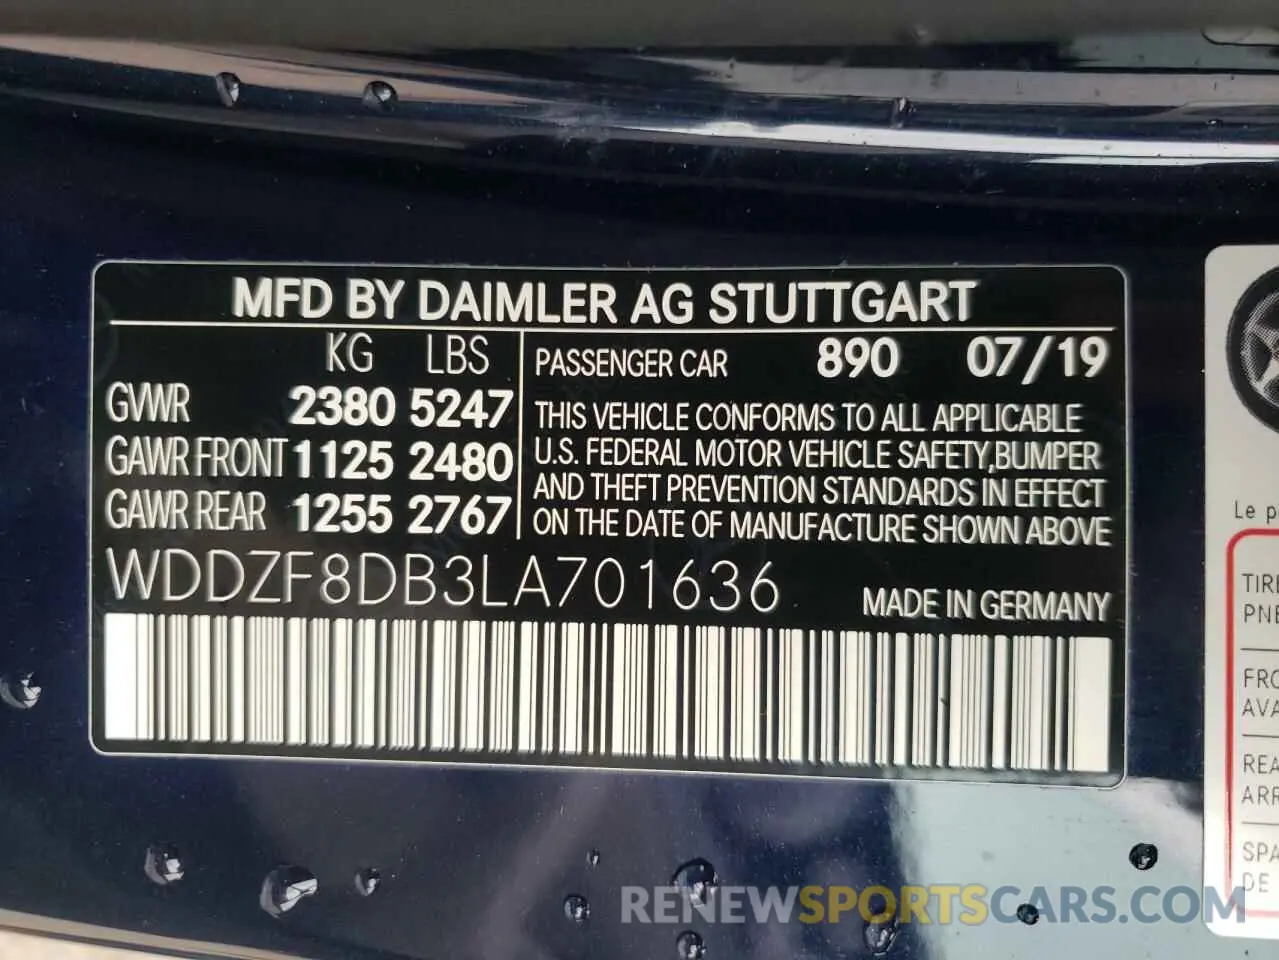 MFD BY DAIMLER AG STUTTGART
KG LBS
GVWR 2380 5247
GAWR FRONT 1125 2480
GAWR REAR 1255 2767
PASSENGER CAR 890 07/19
THIS VEHICLE CONFORMS TO ALL APPLICABLE
U.S. FEDERAL MOTOR VEHICLE SAFETY,BUMPER
AND THEFT PREVENTION STANDARDS IN EFFECT
ON THE DATE OF MANUFACTURE SHOWN ABOVE
WDDZF8DB3LA701636
MADE IN GERMANY
Le
DE
RENEWSPORTSCARS.COM